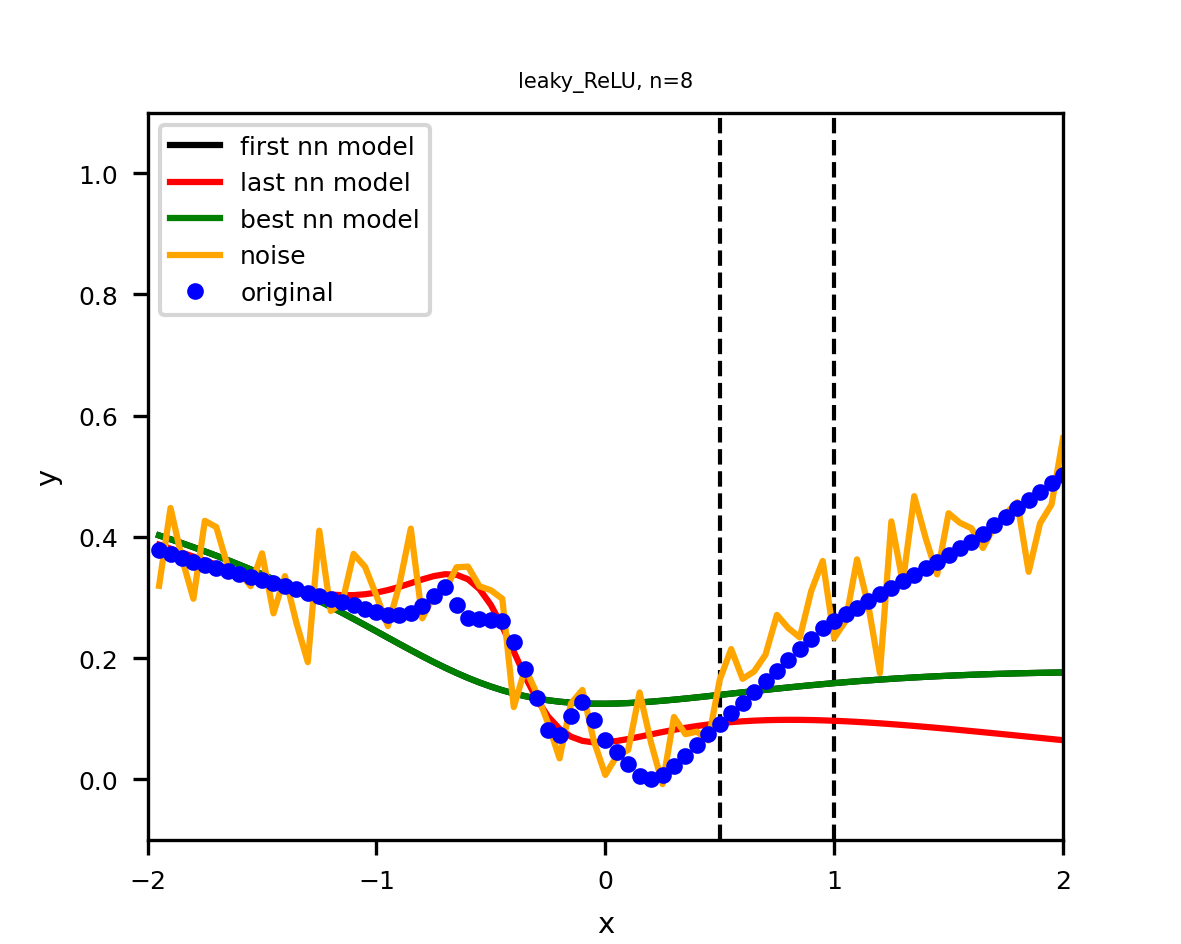 leaky_ReLU, n=8
first nn model
last nn model
best nn model
noise
original
1.0
0.8
0.6
0.4
0.2
0.0
y
−2
−1
0
1
2
x